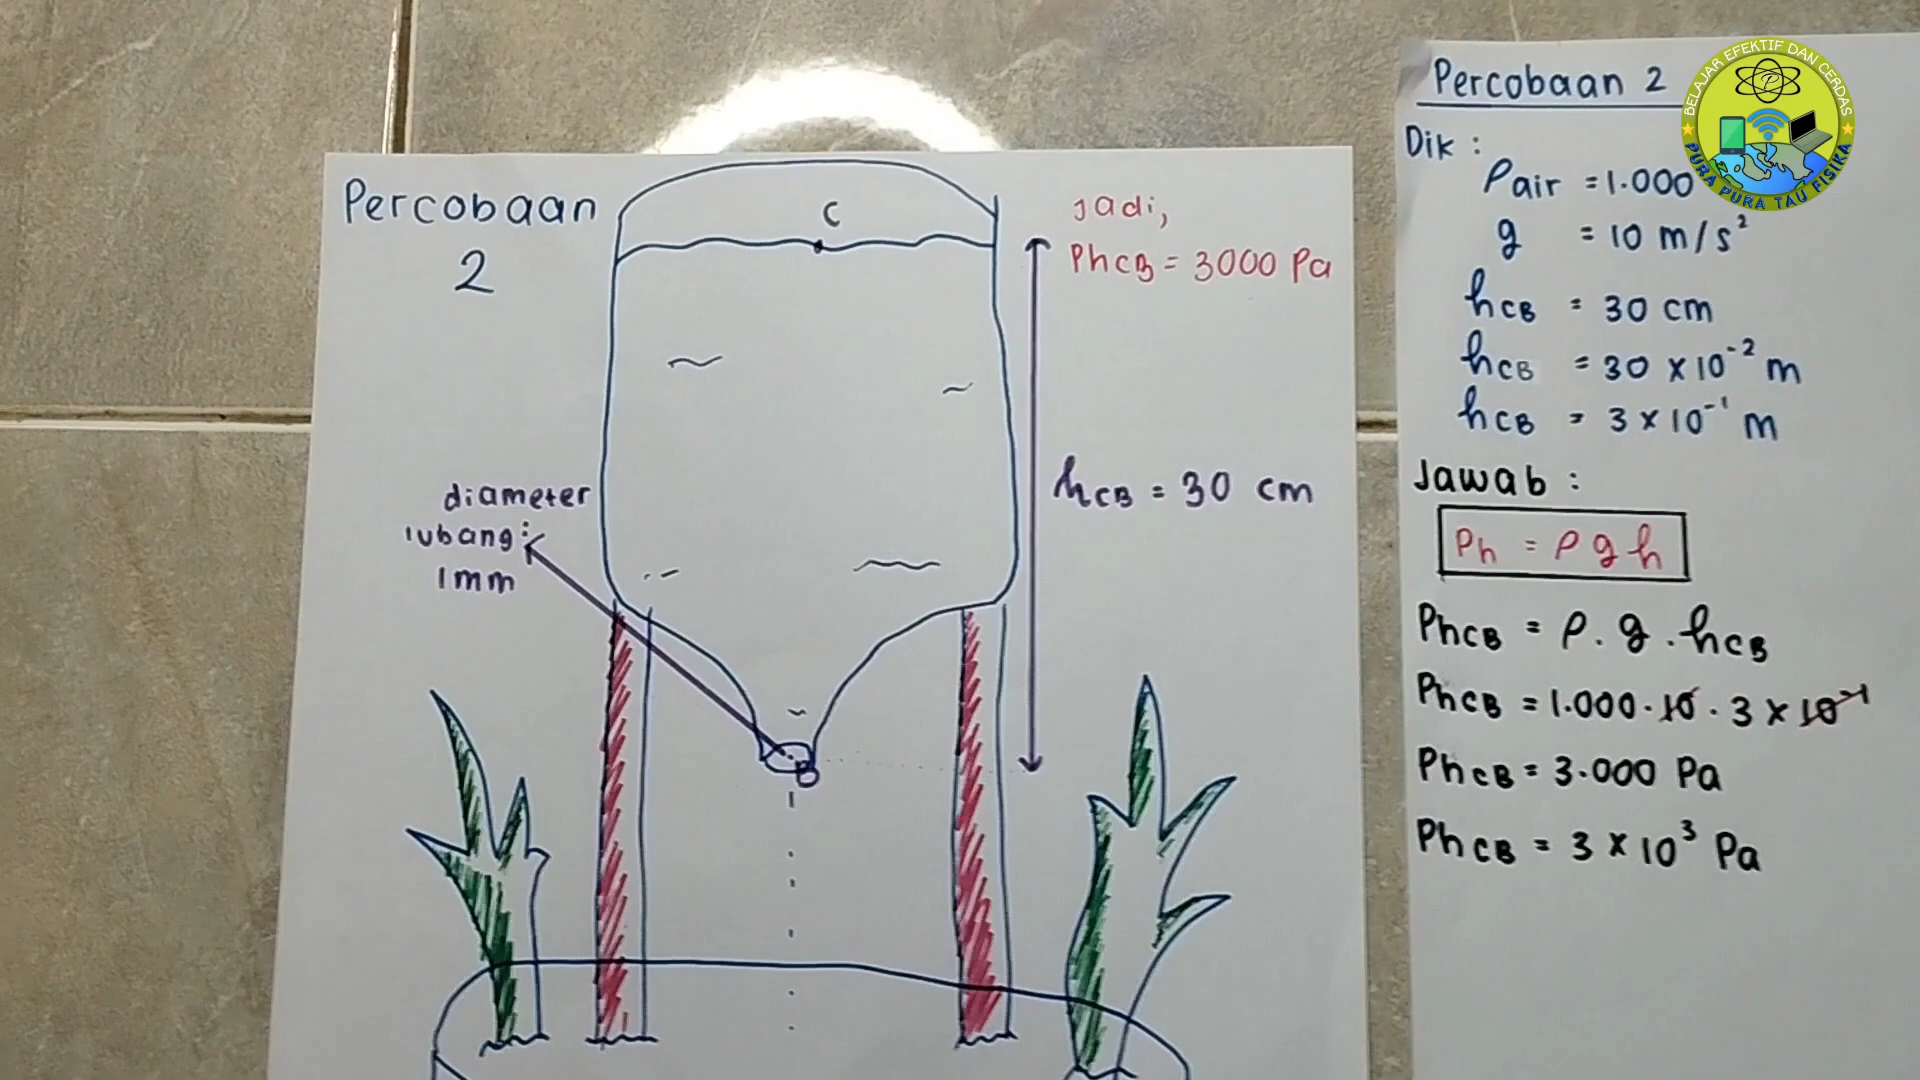 Percobaan
2
C
Jadi,
PhCB = 3000 Pa
diameter
lubang:
1mm
hCB = 30 cm
B
Percobaan 2
Dik :
ρair = 1.000
g = 10 m/s²
hCB = 30 cm
hCB = 30 x 10⁻² m
hCB = 3 x 10⁻¹ m
Jawab :
Ph = ρ g h
PhCB = ρ. g . hCB
PhCB = 1.000. 10 . 3 x 10⁻¹
PhCB = 3.000 Pa
PhCB = 3 x 10³ Pa
BELAJAR EFEKTIF DAN CERDAS
PURA PURA TAU FISIKA